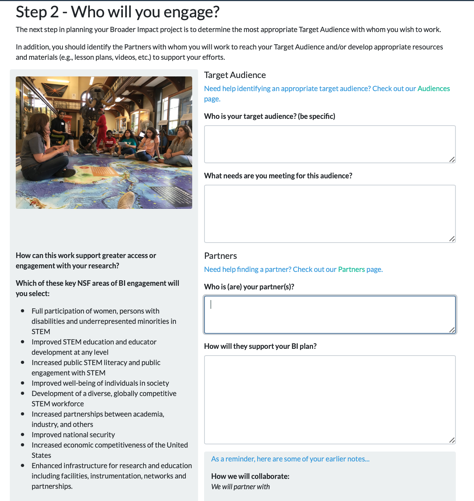 Step 2 - Who will you engage?
The next step in planning your Broader Impact project is to determine the most appropriate Target Audience with whom you wish to work.
In addition, you should identify the Partners with whom you will work to reach your Target Audience and/or develop appropriate resources
and materials (e.g., lesson plans, videos, etc.) to support your efforts.
Target Audience
Need help identifying an appropriate target audience? Check out our Audiences
page.
Who is your target audience? (be specific)
What needs are you meeting for this audience?
How can this work support greater access or
engagement with your research?
Which of these key NSF areas of BI engagement will
you select:
• Full participation of women, persons with
disabilities and underrepresented minorities in
STEM
• Improved STEM education and educator
development at any level
• Increased public STEM literacy and public
engagement with STEM
• Improved well-being of individuals in society
• Development of a diverse, globally competitive
STEM workforce
• Increased partnerships between academia,
industry, and others
• Improved national security
• Increased economic competitiveness of the United
States
• Enhanced infrastructure for research and education
including facilities, instrumentation, networks and
partnerships.
Partners
Need help finding a partner? Check out our Partners page.
Who is (are) your partner(s)?
How will they support your BI plan?
As a reminder, here are some of your earlier notes...
How we will collaborate:
We will partner with